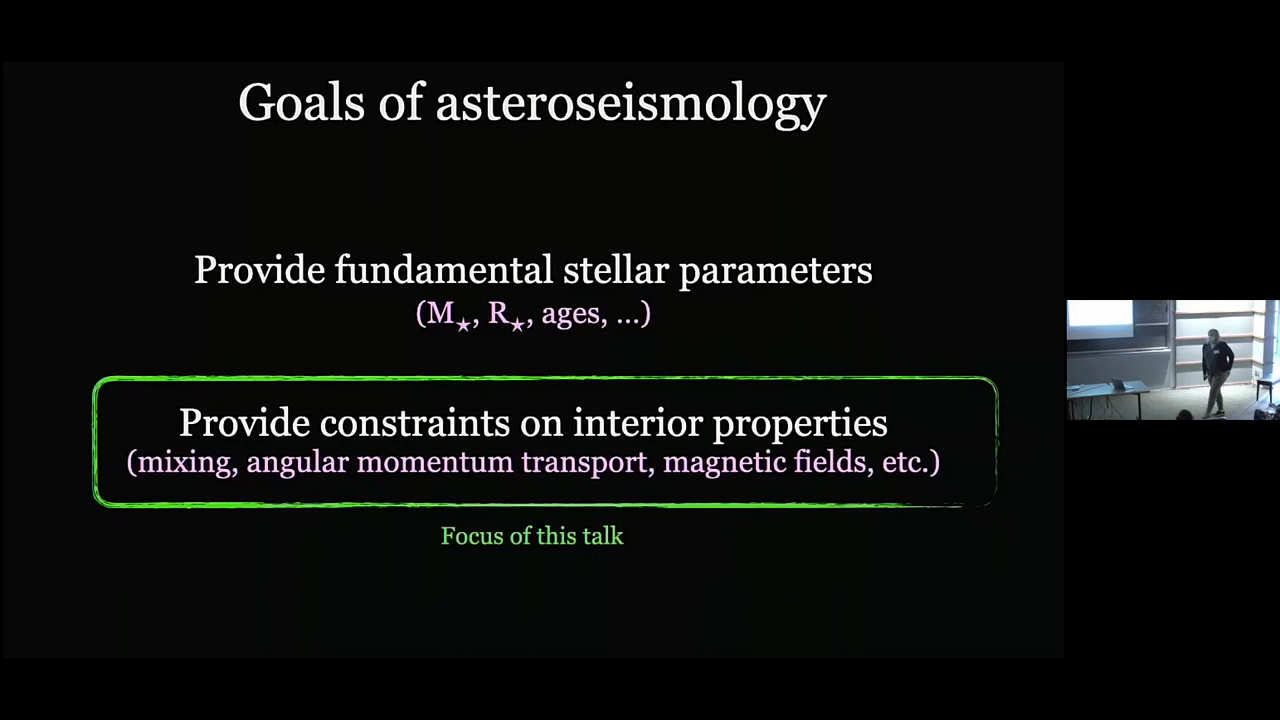 Goals of asteroseismology
Provide fundamental stellar parameters
(M★, R★, ages, ...)
Provide constraints on interior properties
(mixing, angular momentum transport, magnetic fields, etc.)
Focus of this talk